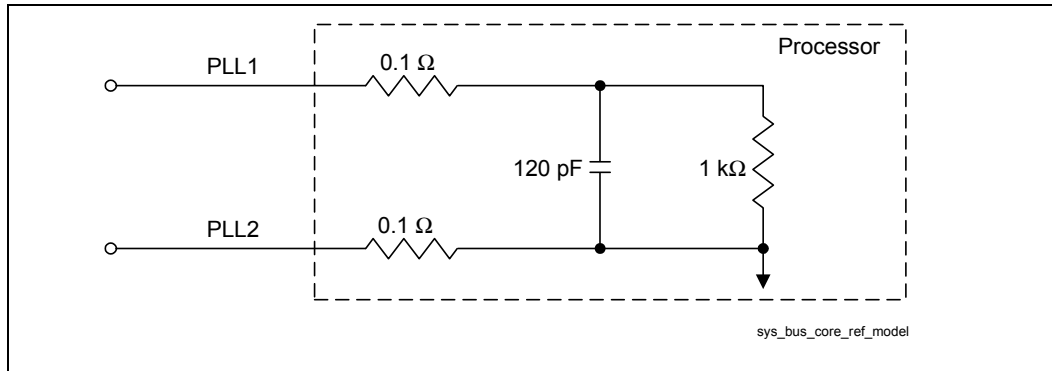 Processor
PLL1
0.1 Ω
120 pF
1 kΩ
PLL2
0.1 Ω
sys_bus_core_ref_model